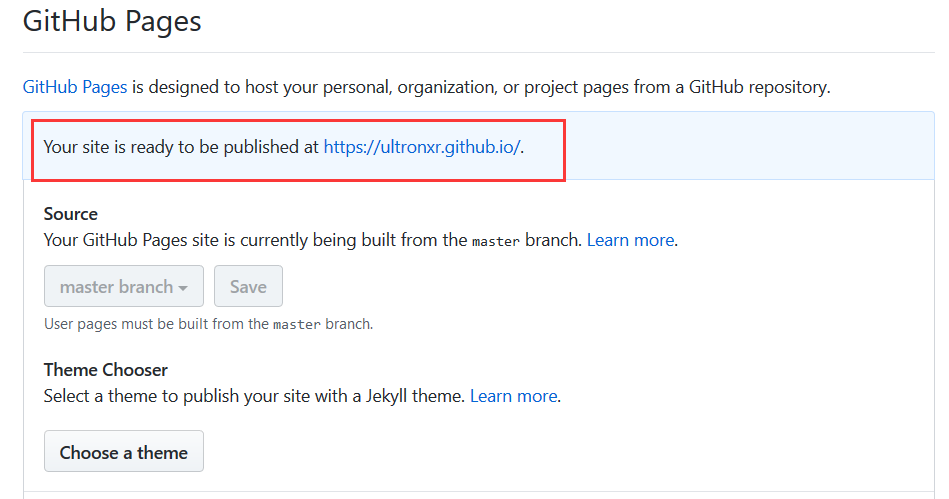 GitHub Pages
GitHub Pages is designed to host your personal, organization, or project pages from a GitHub repository.
Your site is ready to be published at https://ultronxr.github.io/.
Source
Your GitHub Pages site is currently being built from the master branch. Learn more.
master branch Save
User pages must be built from the master branch.
Theme Chooser
Select a theme to publish your site with a Jekyll theme. Learn more.
Choose a theme